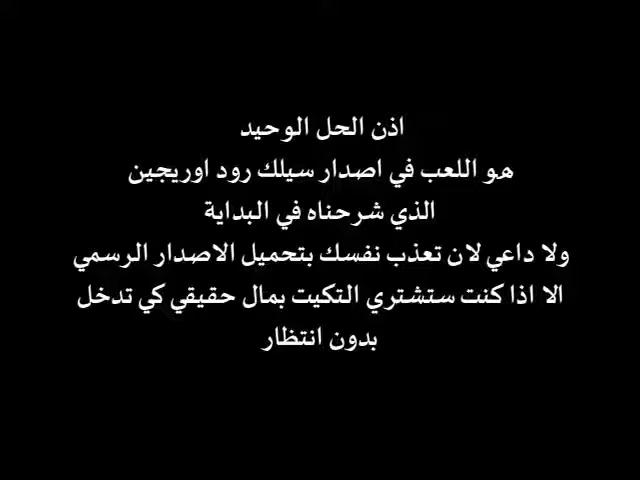 اذن الحل الوحيد
هو اللعب في اصدار سيلك رود اوريجين
الذي شرحناه في البداية
ولا داعي لان تعذب نفسك بتحميل الاصدار الرسمي
الا اذا كنت ستشتري التكيت بمال حقيقي كي تدخل
بدون انتظار